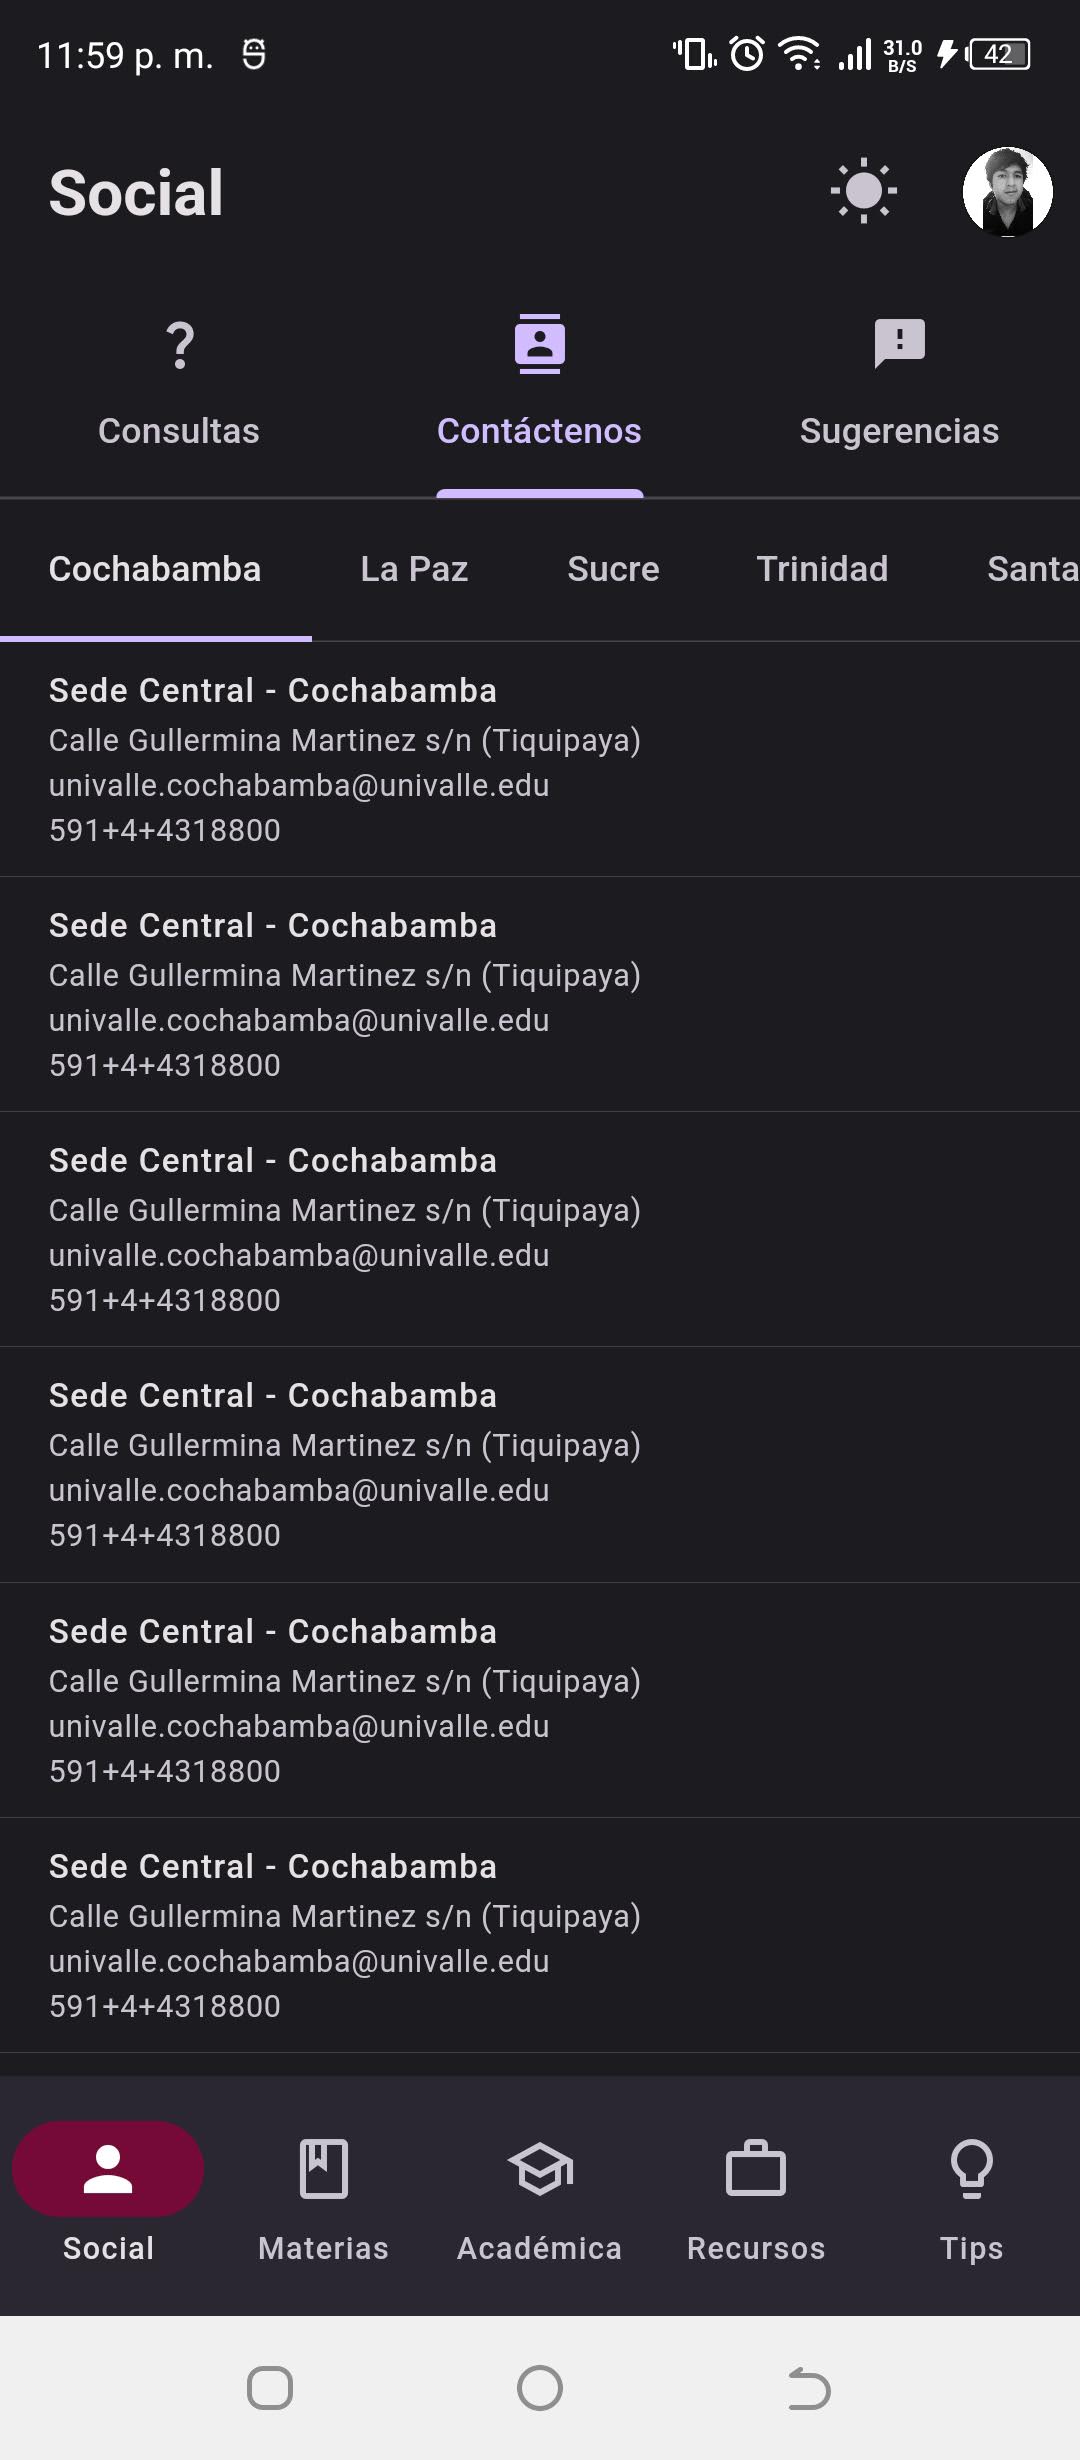 11:59 p. m.
31.0
B/S
42
Social
Consultas
Contáctenos
Sugerencias
Cochabamba
La Paz
Sucre
Trinidad
Santa
Sede Central - Cochabamba
Calle Gullermina Martinez s/n (Tiquipaya)
univalle.cochabamba@univalle.edu
591+4+4318800
Sede Central - Cochabamba
Calle Gullermina Martinez s/n (Tiquipaya)
univalle.cochabamba@univalle.edu
591+4+4318800
Sede Central - Cochabamba
Calle Gullermina Martinez s/n (Tiquipaya)
univalle.cochabamba@univalle.edu
591+4+4318800
Sede Central - Cochabamba
Calle Gullermina Martinez s/n (Tiquipaya)
univalle.cochabamba@univalle.edu
591+4+4318800
Sede Central - Cochabamba
Calle Gullermina Martinez s/n (Tiquipaya)
univalle.cochabamba@univalle.edu
591+4+4318800
Sede Central - Cochabamba
Calle Gullermina Martinez s/n (Tiquipaya)
univalle.cochabamba@univalle.edu
591+4+4318800
Social
Materias
Académica
Recursos
Tips